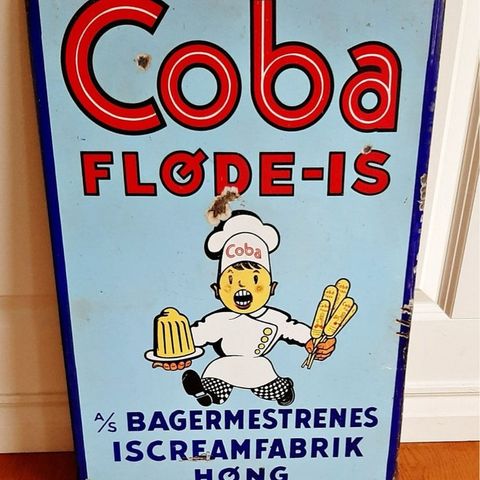 Coba
FLØDE-IS
Coba
A/S BAGERMESTRENES
ISCREAMFABRIK
HØNG